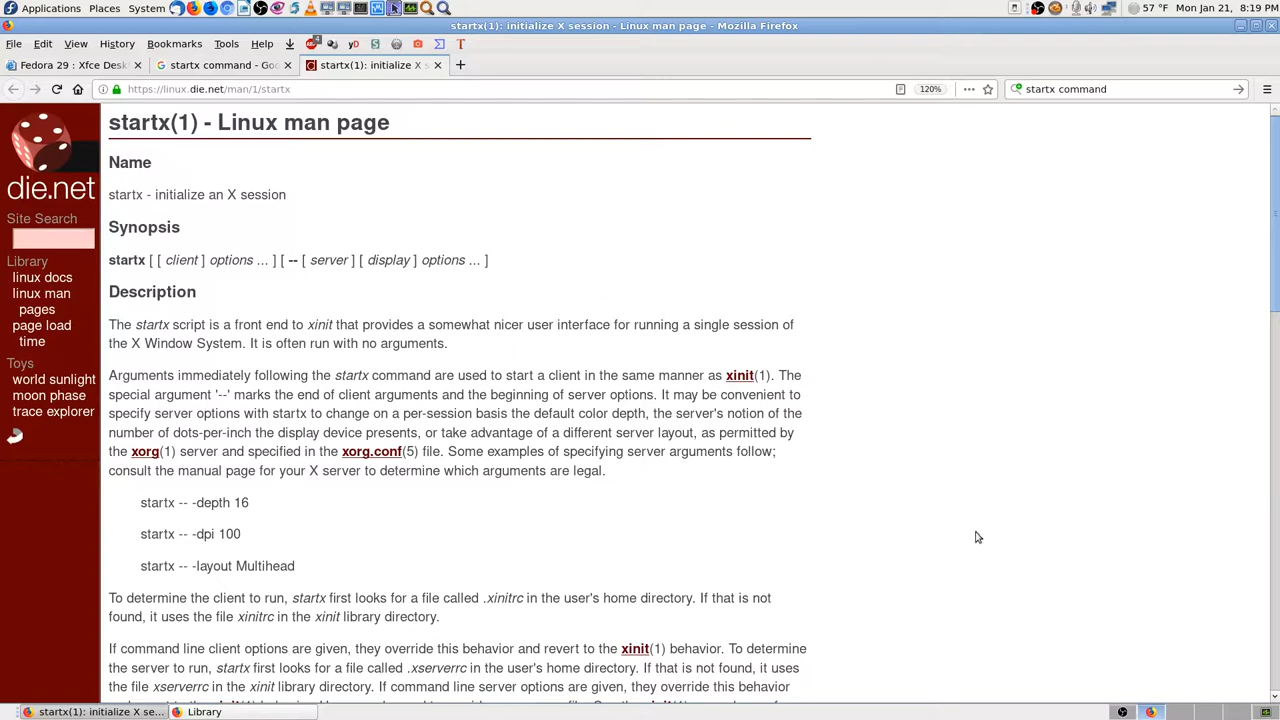 Applications Places System 57 °F Mon Jan 21, 8:19 PM
startx(1): initialize X session - Linux man page - Mozilla Firefox
File Edit View History Bookmarks Tools Help
Fedora 29 : Xfce Desk startx command - Goo startx(1): initialize X s
https://linux.die.net/man/1/startx 120% startx command
die.net
Site Search
Library
linux docs
linux man
pages
page load
time
Toys
world sunlight
moon phase
trace explorer
startx(1) - Linux man page
Name
startx - initialize an X session
Synopsis
startx [ [ client ] options ... ] [ -- [ server ] [ display ] options ... ]
Description
The startx script is a front end to xinit that provides a somewhat nicer user interface for running a single session of
the X Window System. It is often run with no arguments.
Arguments immediately following the startx command are used to start a client in the same manner as xinit(1). The
special argument '--' marks the end of client arguments and the beginning of server options. It may be convenient to
specify server options with startx to change on a per-session basis the default color depth, the server's notion of the
number of dots-per-inch the display device presents, or take advantage of a different server layout, as permitted by
the xorg(1) server and specified in the xorg.conf(5) file. Some examples of specifying server arguments follow;
consult the manual page for your X server to determine which arguments are legal.
startx -- -depth 16
startx -- -dpi 100
startx -- -layout Multihead
To determine the client to run, startx first looks for a file called .xinitrc in the user's home directory. If that is not
found, it uses the file xinitrc in the xinit library directory.
If command line client options are given, they override this behavior and revert to the xinit(1) behavior. To determine
the server to run, startx first looks for a file called .xserverrc in the user's home directory. If that is not found, it uses
the file xserverrc in the xinit library directory. If command line server options are given, they override this behavior
startx(1): initialize X se... Library